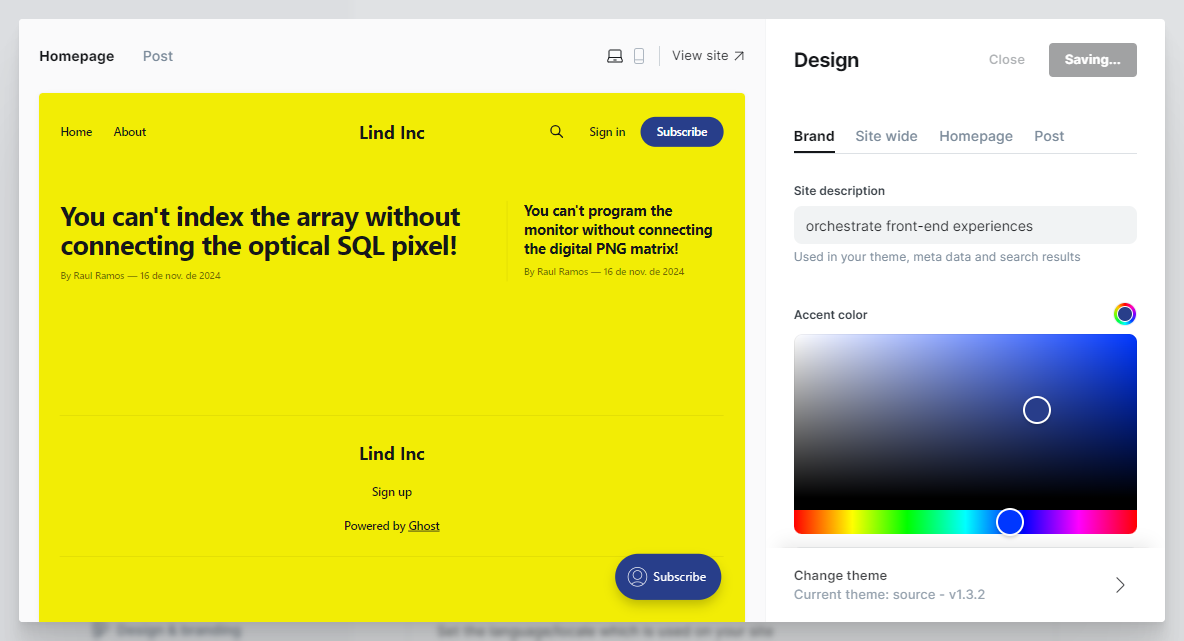 Homepage
Post
View site
Design
Close
Saving...
Home
About
Lind Inc
Sign in
Subscribe
Brand
Site wide
Homepage
Post
You can't index the array without
connecting the optical SQL pixel!
By Raul Ramos — 16 de nov. de 2024
You can't program the
monitor without connecting
the digital PNG matrix!
By Raul Ramos — 16 de nov. de 2024
Site description
orchestrate front-end experiences
Used in your theme, meta data and search results
Accent color
Lind Inc
Sign up
Powered by Ghost
Subscribe
Change theme
Current theme: source - v1.3.2
Design & branding
Set the language/locale which is used on your site